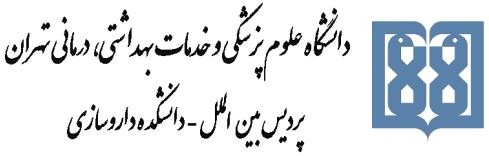 دانشگاه علوم پزشکی و خدمات بهداشتی، درمانی تهران
پردیس بین الملل - دانشکده داروسازی